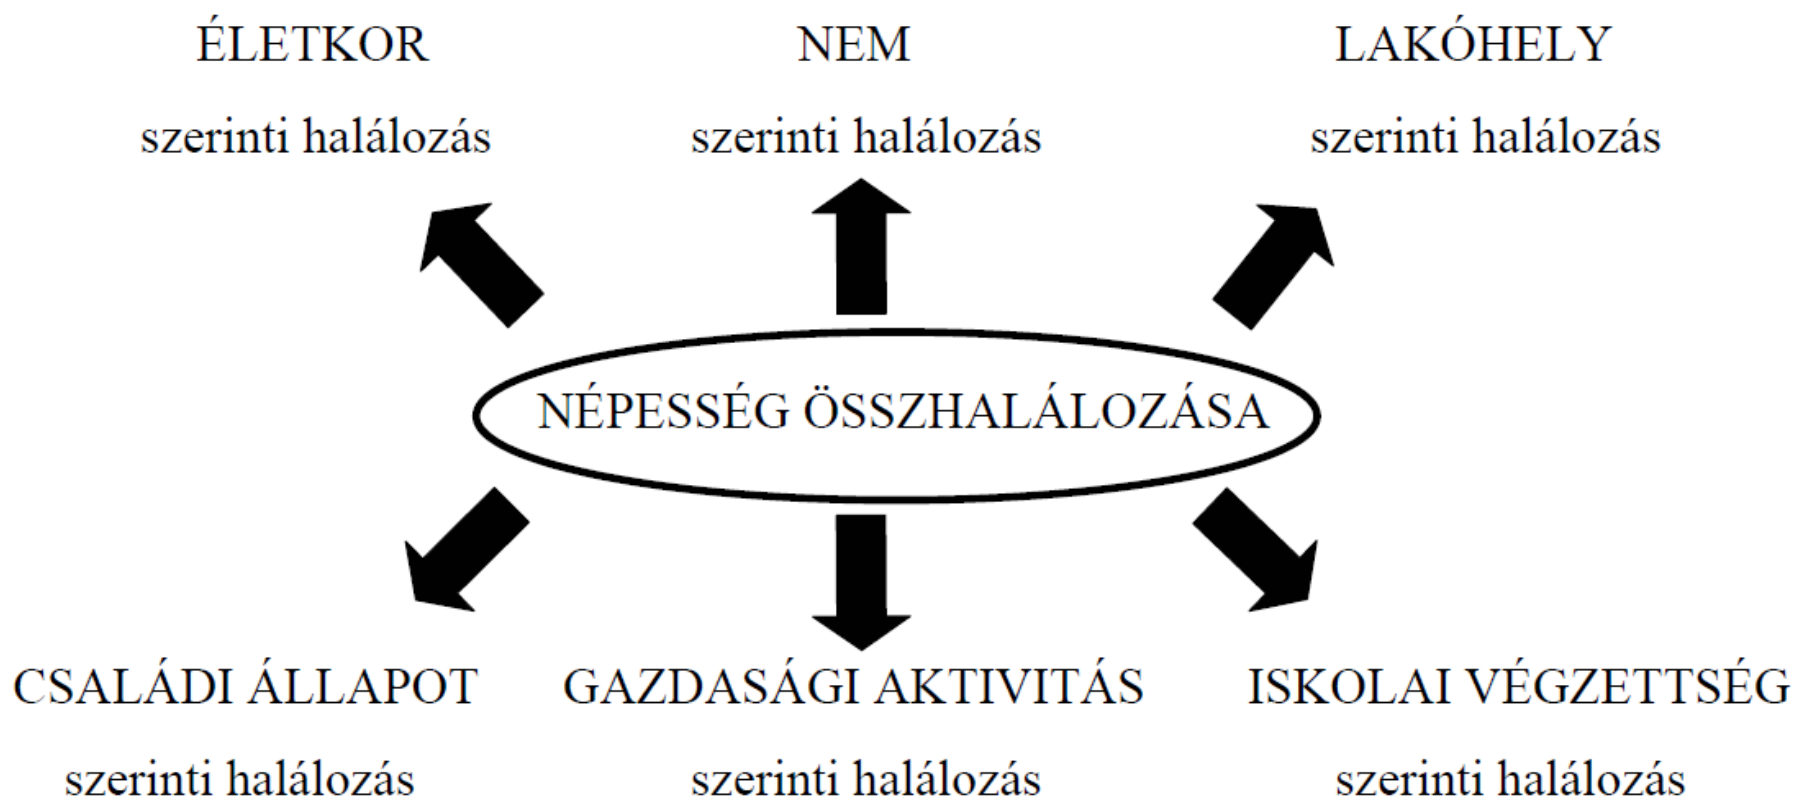 ÉLETKOR
szerinti halálozás
NEM
szerinti halálozás
LAKÓHELY
szerinti halálozás
NÉPESSÉG ÖSSZHALÁLOZÁSA
CSALÁDI ÁLLAPOT
szerinti halálozás
GAZDASÁGI AKTIVITÁS
szerinti halálozás
ISKOLAI VÉGZETTSÉG
szerinti halálozás